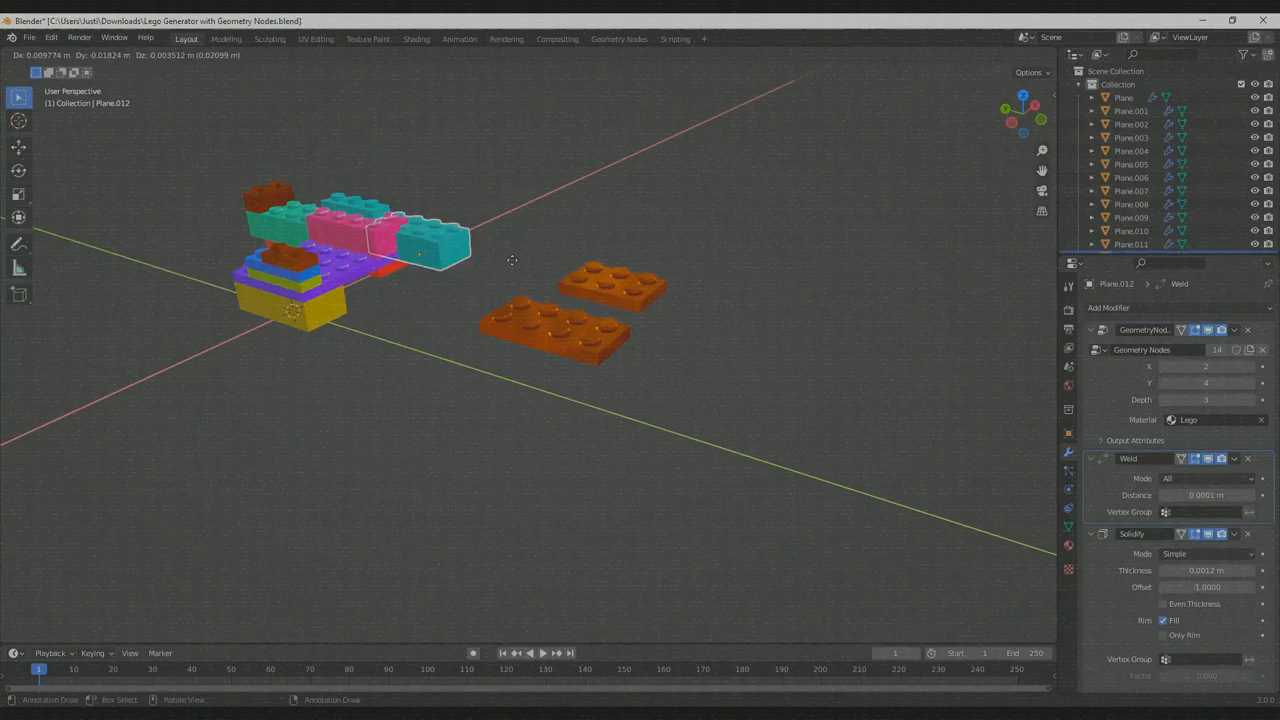 Blender* [C:\Users\Justi\Downloads\Lego Generator with Geometry Nodes.blend]
File Edit Render Window Help Layout Modeling Sculpting UV Editing Texture Paint Shading Animation Rendering Compositing Geometry Nodes Scripting + Scene ViewLayer
Dx: 0.009774 m Dy: -0.01824 m Dz: -0.003512 m (0.02099 m)
Options
User Perspective
(1) Collection | Plane.012
Z
X
Y
Scene Collection
Collection
Plane
Plane.001
Plane.002
Plane.003
Plane.004
Plane.005
Plane.006
Plane.007
Plane.008
Plane.009
Plane.010
Plane.011
Plane.012 Weld
Add Modifier
GeometryNod..
Geometry Nodes 14
X 2
Y 4
Depth 3
Material Lego
Output Attributes
Weld
Mode All
Distance 0.0001 m
Vertex Group
Solidify
Mode Simple
Thickness 0.0012 m
Offset -1.0000
Even Thickness
Rim Fill
Only Rim
Vertex Group
Factor 0.000
Playback Keying View Marker 1 Start 1 End 250
1 10 20 30 40 50 60 70 80 90 100 110 120 130 140 150 160 170 180 190 200 210 220 230 240 250
Annotation Draw Box Select Rotate View Annotation Draw 3.0.0